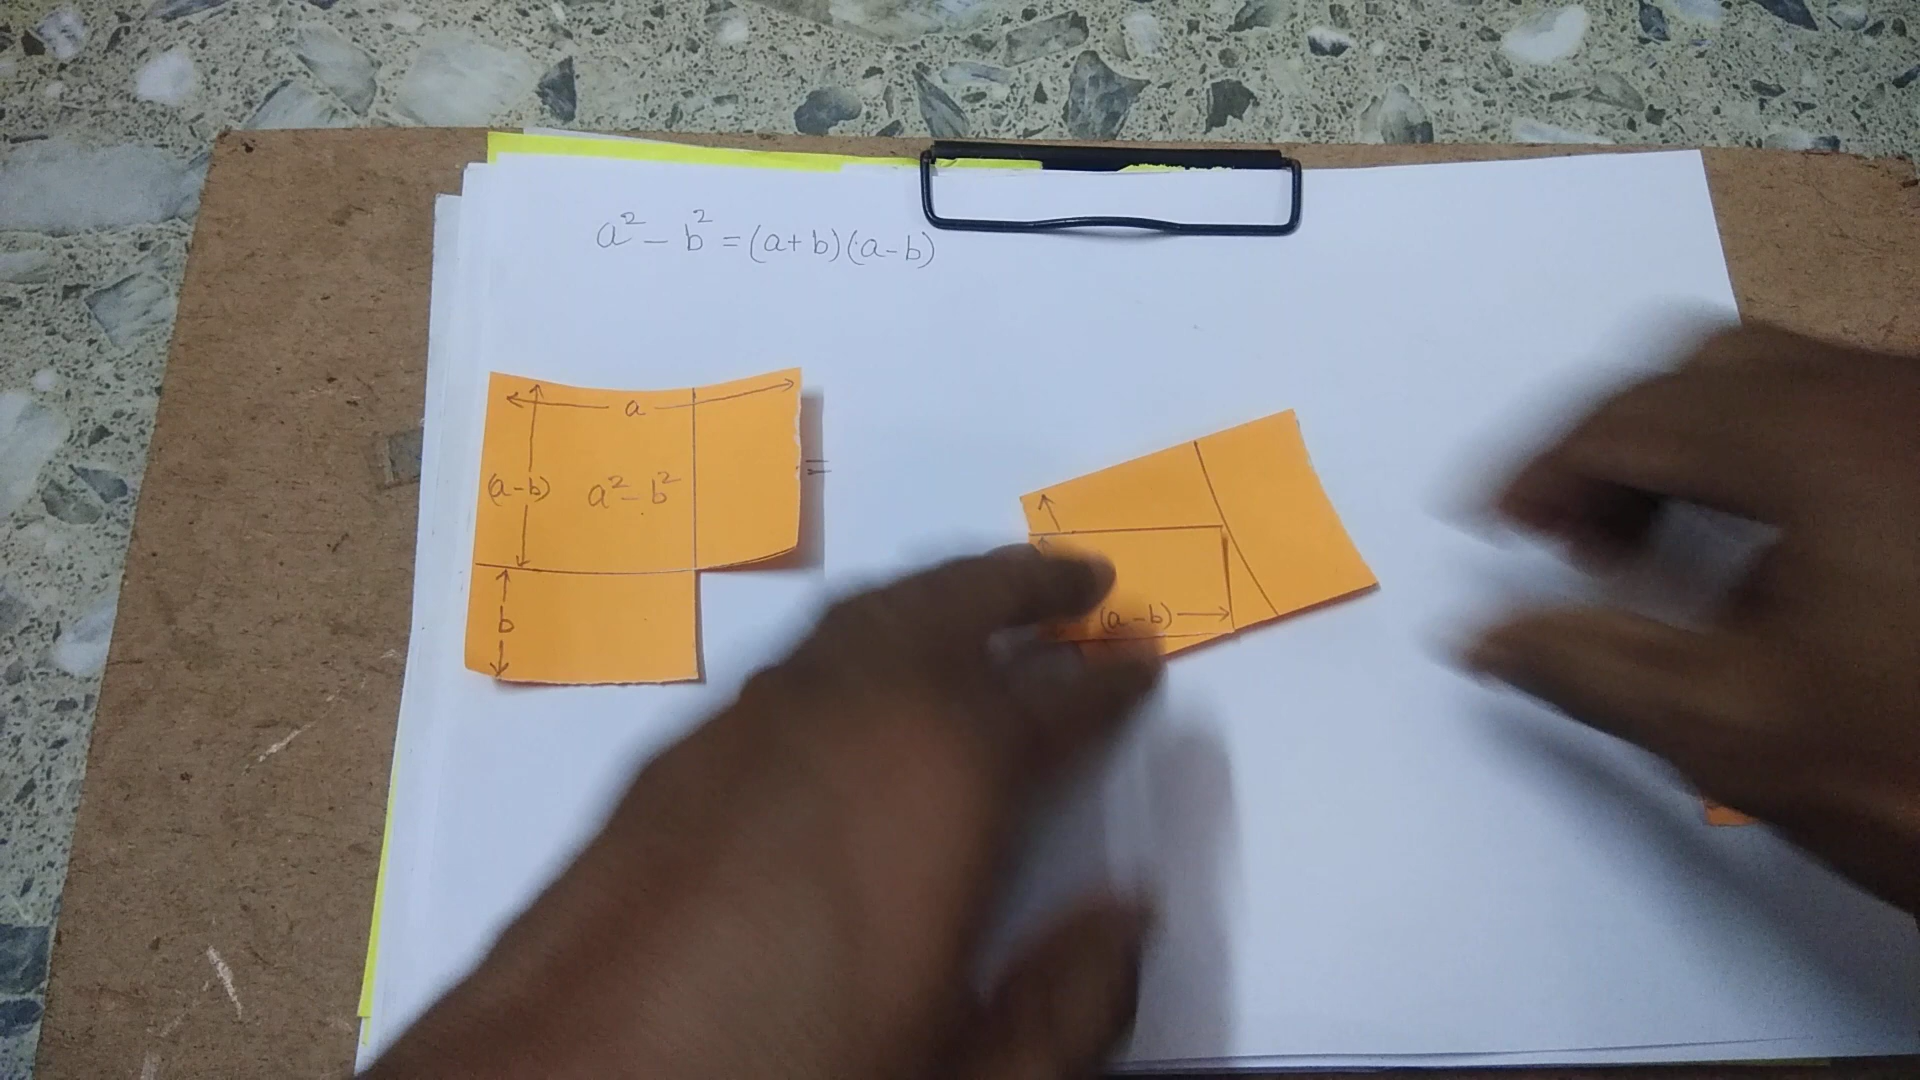 a² - b² = (a+b)(a-b)
a
(a-b)
a² - b²
=
b
(a-b)